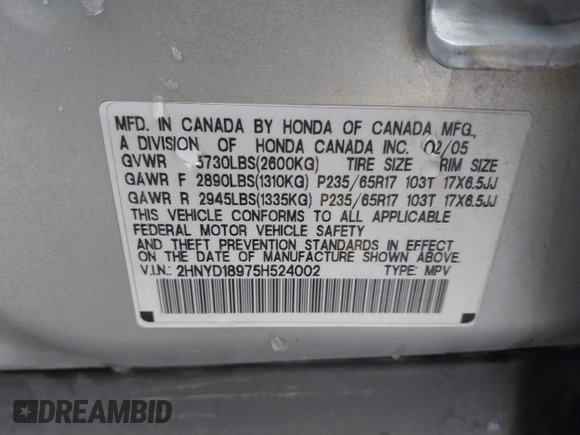 MFD. IN CANADA BY HONDA OF CANADA MFG.,
A DIVISION OF HONDA CANADA INC. 02/05
GVWR 5730LBS(2600KG) TIRE SIZE RIM SIZE
GAWR F 2890LBS(1310KG) P235/65R17 103T 17X6.5JJ
GAWR R 2945LBS(1335KG) P235/65R17 103T 17X6.5JJ
THIS VEHICLE CONFORMS TO ALL APPLICABLE
FEDERAL MOTOR VEHICLE SAFETY
AND THEFT PREVENTION STANDARDS IN EFFECT
ON THE DATE OF MANUFACTURE SHOWN ABOVE.
V.I.N.: 2HNYD18975H524002 TYPE: MPV
DREAMBID